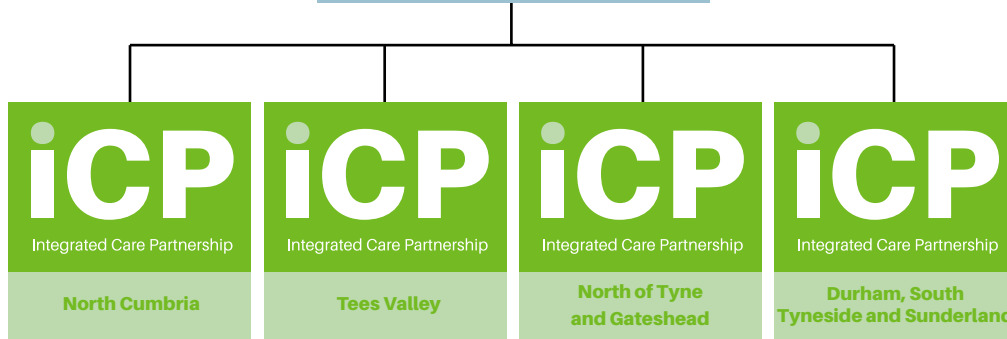 iCP
Integrated Care Partnership
North Cumbria
iCP
Integrated Care Partnership
Tees Valley
iCP
Integrated Care Partnership
North of Tyne
and Gateshead
iCP
Integrated Care Partnership
Durham, South
Tyneside and Sunderland